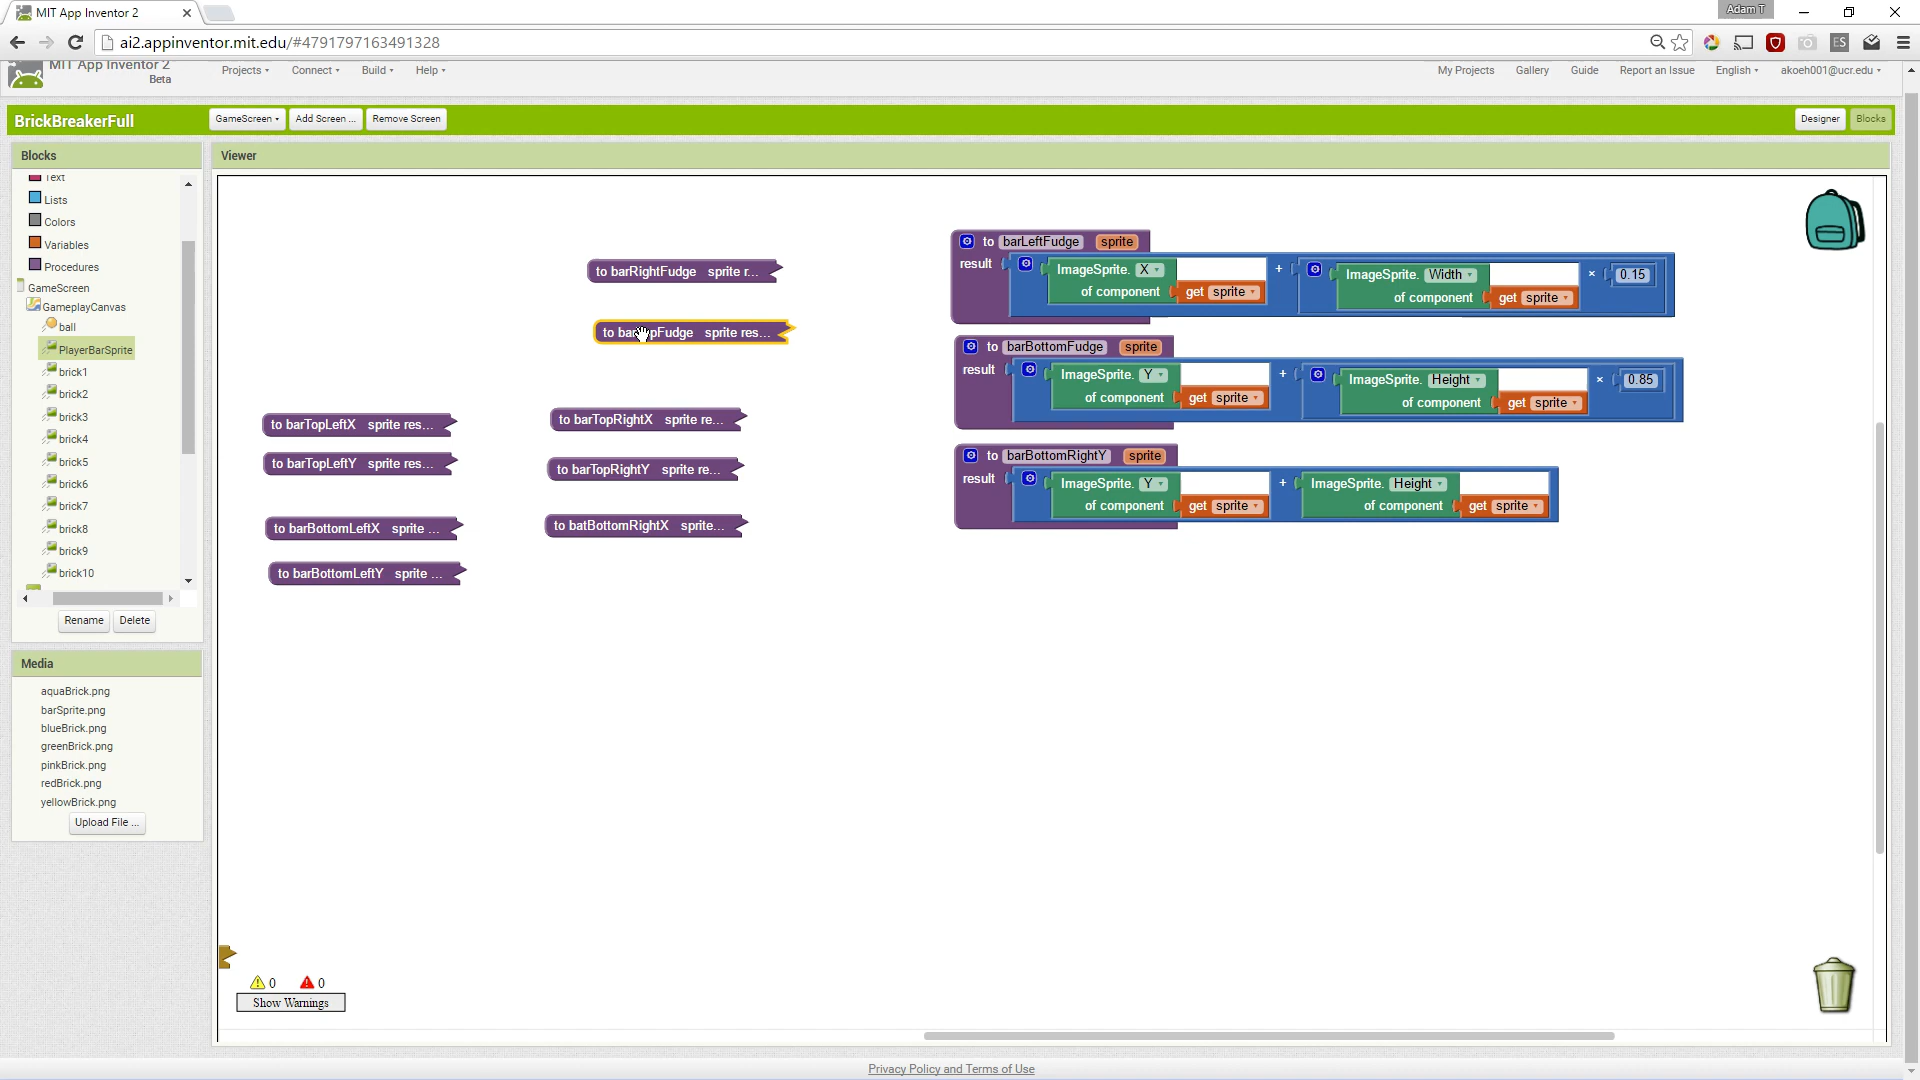 MIT App Inventor 2
Adam T
ai2.appinventor.mit.edu/#4791797163491328
ES
MIT App Inventor 2
Beta
Projects
Connect
Build
Help
My Projects
Gallery
Guide
Report an Issue
English
akoeh001@ucr.edu
BrickBreakerFull
GameScreen
Add Screen ...
Remove Screen
Designer
Blocks
Blocks
Text
Lists
Colors
Variables
Procedures
GameScreen
GameplayCanvas
ball
PlayerBarSprite
brick1
brick2
brick3
brick4
brick5
brick6
brick7
brick8
brick9
brick10
Rename
Delete
Media
aquaBrick.png
barSprite.png
blueBrick.png
greenBrick.png
pinkBrick.png
redBrick.png
yellowBrick.png
Upload File ...
Viewer
to barRightFudge sprite r...
sprite res...
to barTopLeftX sprite res...
to barTopLeftY sprite res...
to barBottomLeftX sprite ...
to barBottomLeftY sprite ...
to barTopRightX sprite re...
to barTopRightY sprite re...
to batBottomRightX sprite...
to barLeftFudge sprite
result ImageSprite. X + ImageSprite. Width × 0.15
of component get sprite of component get sprite
to barBottomFudge sprite
result ImageSprite. Y + ImageSprite. Height × 0.85
of component get sprite of component get sprite
to barBottomRightY sprite
result ImageSprite. Y + ImageSprite. Height
of component get sprite of component get sprite
0 0
Show Warnings
Privacy Policy and Terms of Use